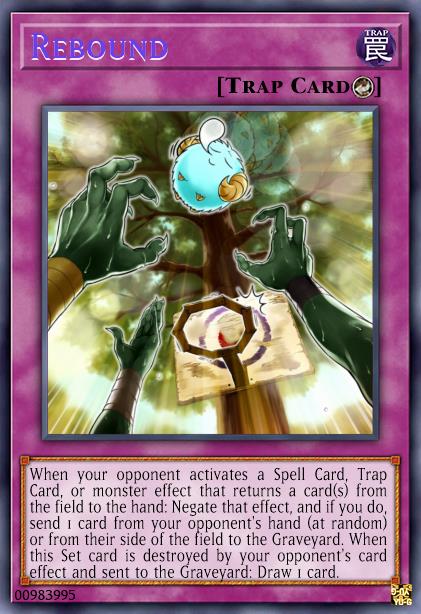 Rebound
TRAP
罠
[Trap Card]
When your opponent activates a Spell Card, Trap
Card, or monster effect that returns a card(s) from
the field to the hand: Negate that effect, and if you do,
send 1 card from your opponent's hand (at random)
or from their side of the field to the Graveyard. When
this Set card is destroyed by your opponent's card
effect and sent to the Graveyard: Draw 1 card.
00983995